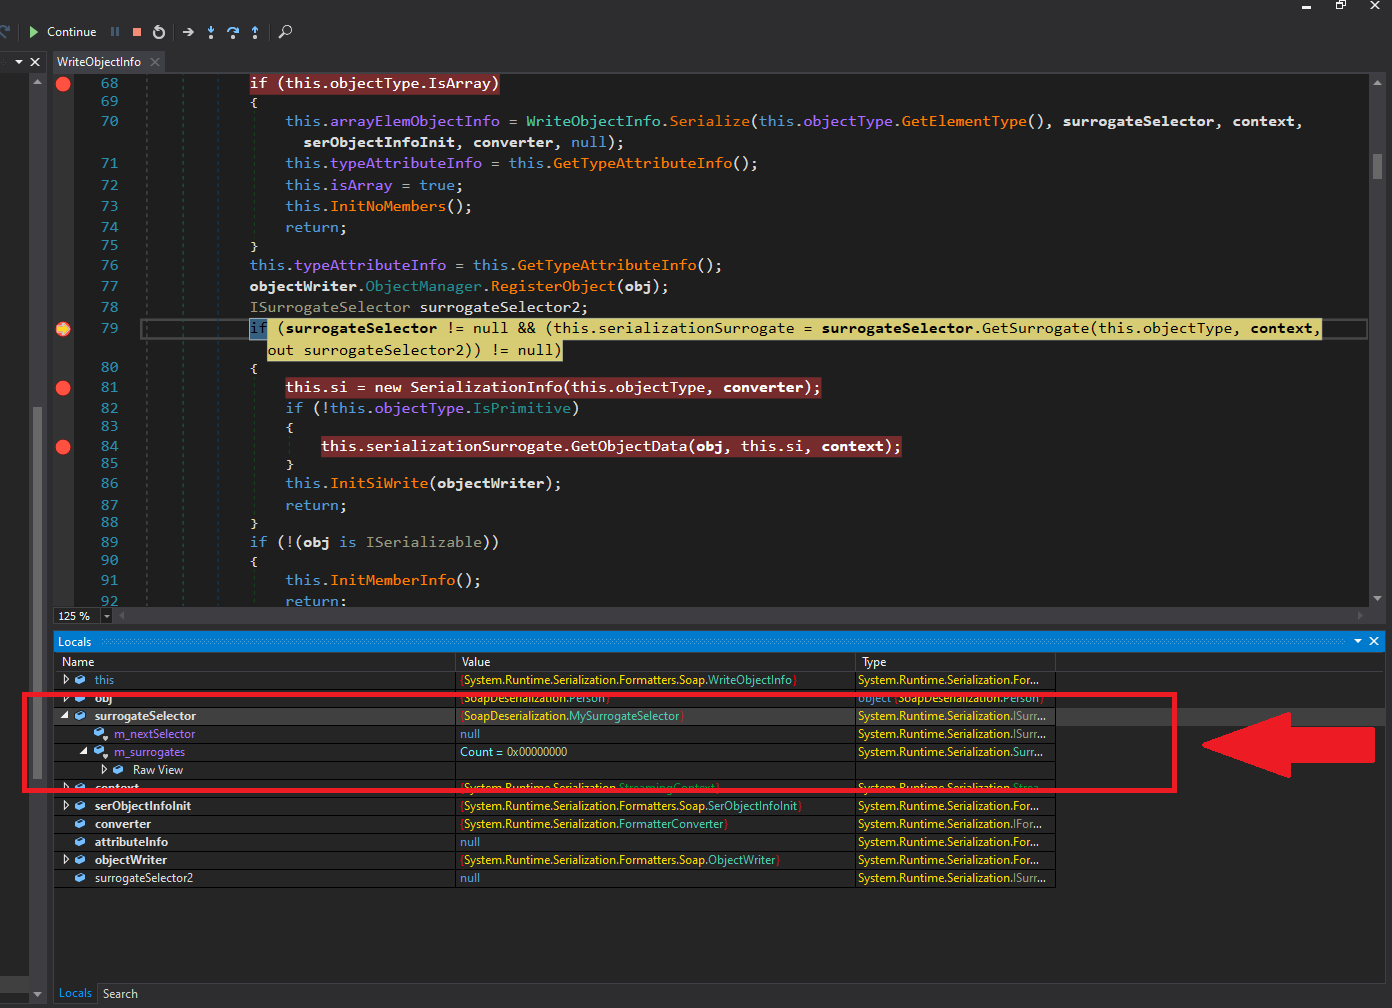 Continue
WriteObjectInfo
68 if (this.objectType.IsArray)
69 {
70 this.arrayElemObjectInfo = WriteObjectInfo.Serialize(this.objectType.GetElementType(), surrogateSelector, context,
serObjectInfoInit, converter, null);
71 this.typeAttributeInfo = this.GetTypeAttributeInfo();
72 this.isArray = true;
73 this.InitNoMembers();
74 return;
75 }
76 this.typeAttributeInfo = this.GetTypeAttributeInfo();
77 objectWriter.ObjectManager.RegisterObject(obj);
78 ISurrogateSelector surrogateSelector2;
79 if (surrogateSelector != null && (this.serializationSurrogate = surrogateSelector.GetSurrogate(this.objectType, context,
out surrogateSelector2)) != null)
80 {
81 this.si = new SerializationInfo(this.objectType, converter);
82 if (!this.objectType.IsPrimitive)
83 {
84 this.serializationSurrogate.GetObjectData(obj, this.si, context);
85 }
86 this.InitSiWrite(objectWriter);
87 return;
88 }
89 if (!(obj is ISerializable))
90 {
91 this.InitMemberInfo();
92 return;
125 %
Locals
Name Value Type
this {System.Runtime.Serialization.Formatters.Soap.WriteObjectInfo} System.Runtime.Serialization.For...
obj {SoapDeserialization.Person} object {SoapDeserialization.Person}
surrogateSelector {SoapDeserialization.MySurrogateSelector} System.Runtime.Serialization.ISurr...
m_nextSelector null System.Runtime.Serialization.ISurr...
m_surrogates Count = 0x00000000 System.Runtime.Serialization.Surr...
Raw View
context {System.Runtime.Serialization.StreamingContext} System.Runtime.Serialization.Strea...
serObjectInfoInit {System.Runtime.Serialization.Formatters.Soap.SerObjectInfoInit} System.Runtime.Serialization.For...
converter {System.Runtime.Serialization.FormatterConverter} System.Runtime.Serialization.IFor...
attributeInfo null System.Runtime.Serialization.For...
objectWriter {System.Runtime.Serialization.Formatters.Soap.ObjectWriter} System.Runtime.Serialization.For...
surrogateSelector2 null System.Runtime.Serialization.ISurr...
Locals Search